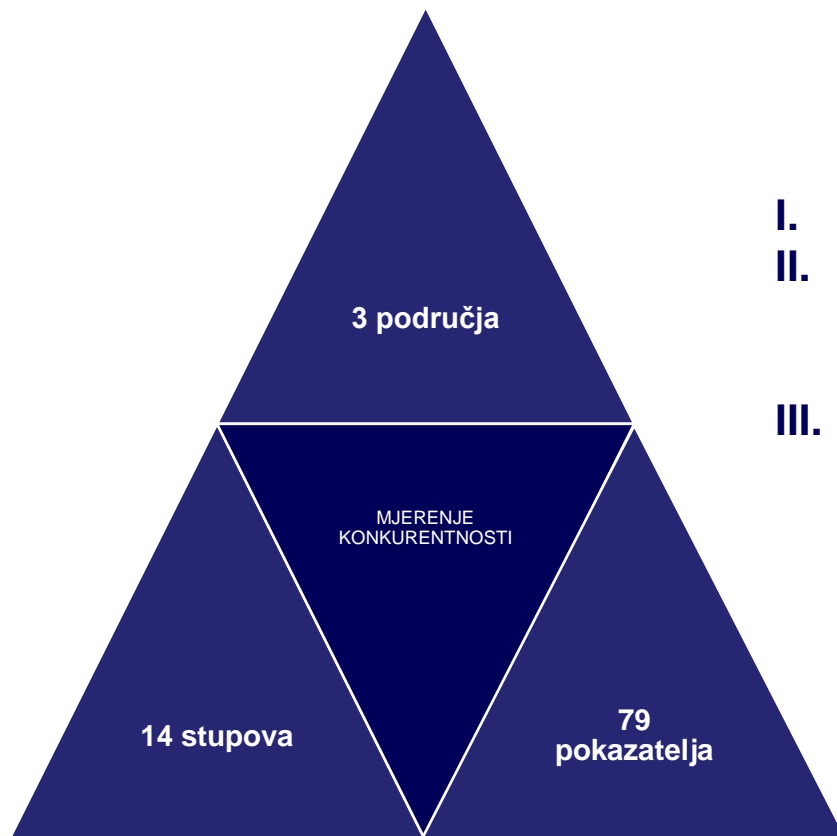 3 područja
MJERENJE
KONKURENTNOSTI
14 stupova
79
pokazatelja
I.
II.
III.